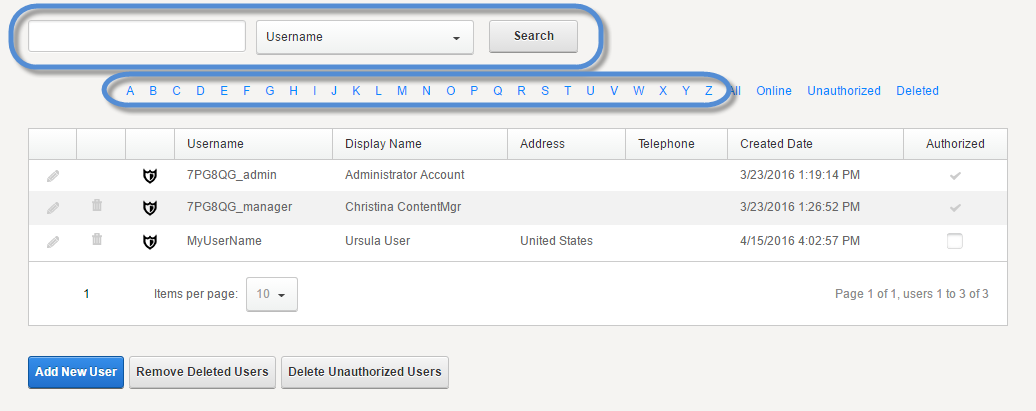 Username Search
A B C D E F G H I J K L M N O P Q R S T U V W X Y Z All Online Unauthorized Deleted
Username Display Name Address Telephone Created Date Authorized
7PG8QG_admin Administrator Account 3/23/2016 1:19:14 PM
7PG8QG_manager Christina ContentMgr 3/23/2016 1:26:52 PM
MyUserName Ursula User United States 4/15/2016 4:02:57 PM
1 Items per page: 10 Page 1 of 1, users 1 to 3 of 3
Add New User Remove Deleted Users Delete Unauthorized Users